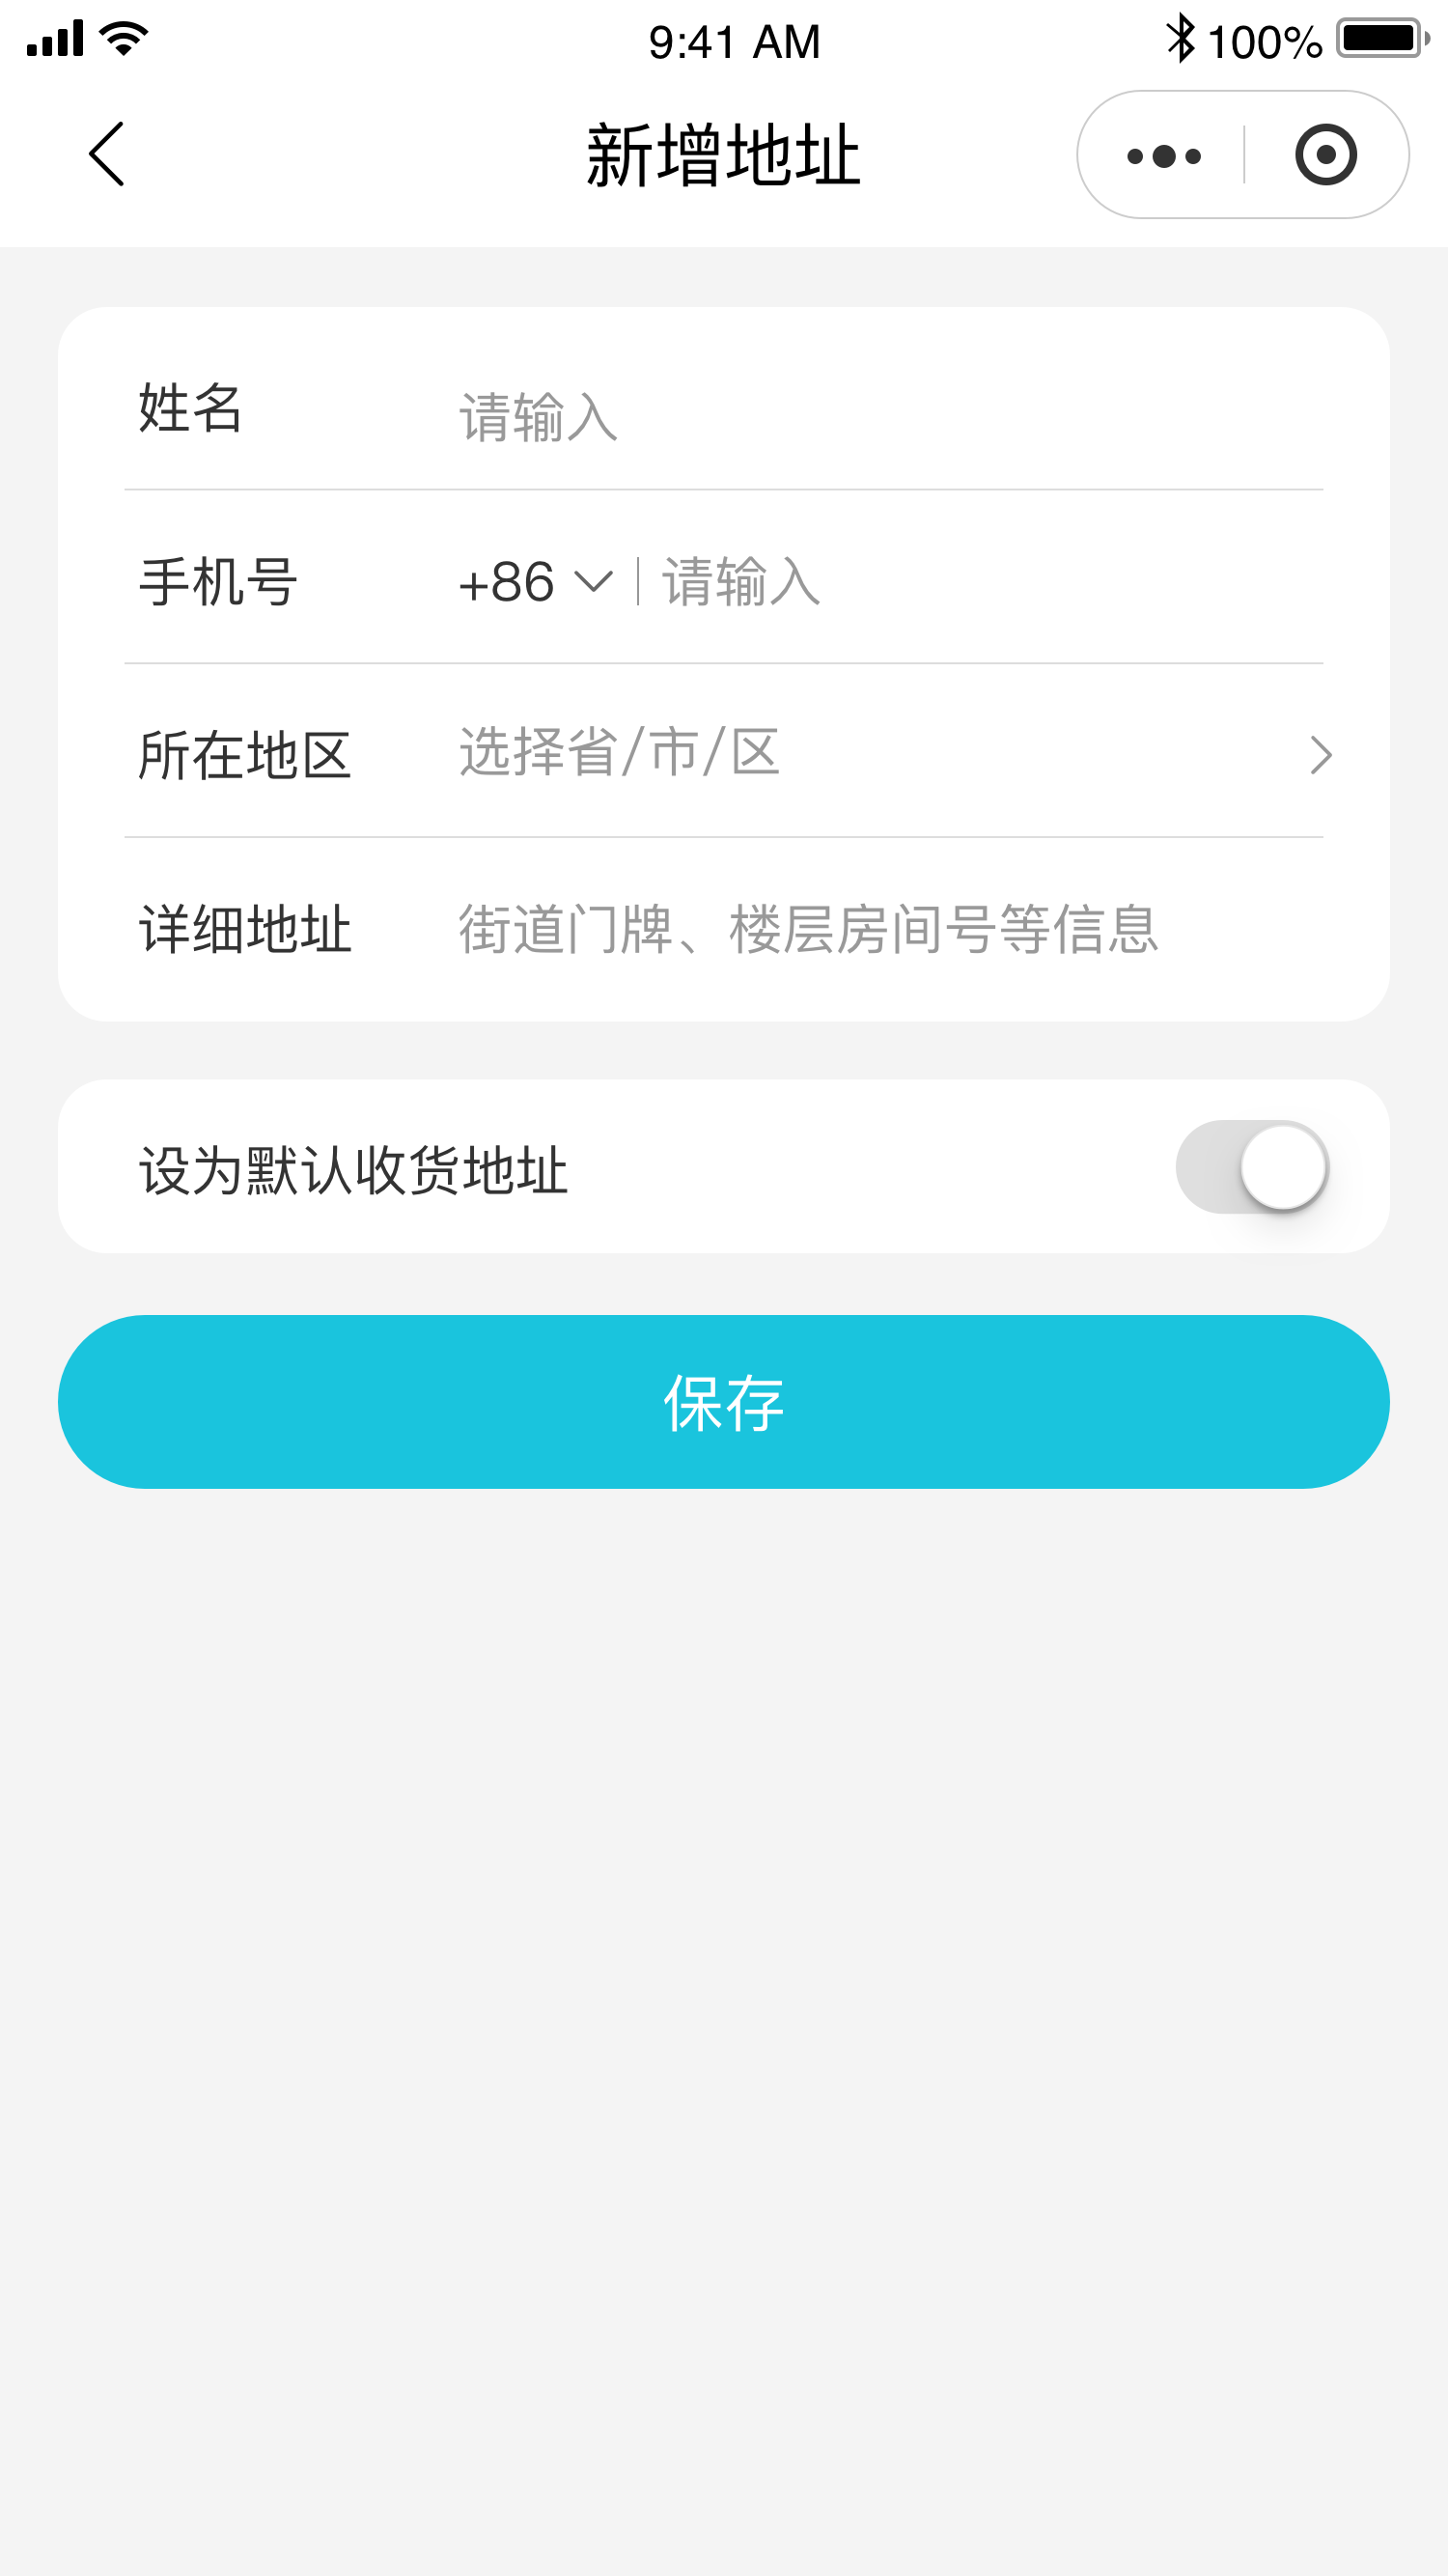 9:41 AM 100%
新增地址
姓名 请输入
手机号 +86 请输入
所在地区 选择省/市/区
详细地址 街道门牌、楼层房间号等信息
设为默认收货地址
保存